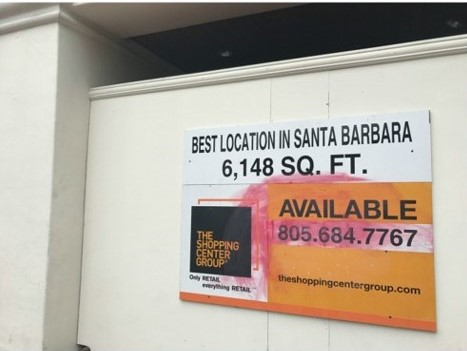 BEST LOCATION IN SANTA BARBARA
6,148 SQ. FT.
AVAILABLE
805.684.7767
THE
SHOPPING
CENTER
GROUP
Only RETAIL
everything RETAIL
theshoppingcentergroup.com